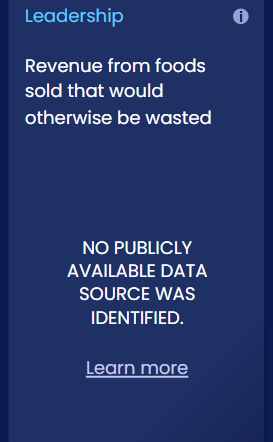 Leadership
Revenue from foods
sold that would
otherwise be wasted
NO PUBLICLY
AVAILABLE DATA
SOURCE WAS
IDENTIFIED.
Learn more